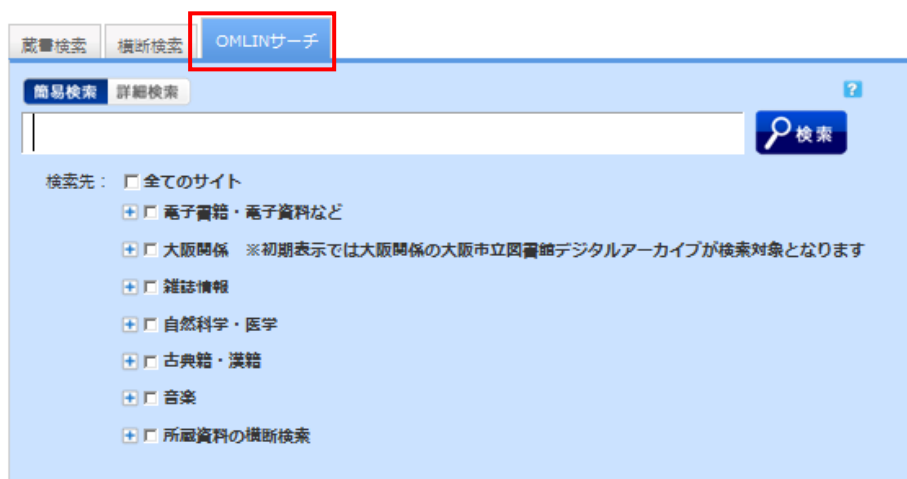 蔵書検索 横断検索 OMLINサーチ
簡易検索 詳細検索 ?
検索
検索先： 全てのサイト
電子書籍・電子資料など
大阪関係 ※初期表示では大阪関係の大阪市立図書館デジタルアーカイブが検索対象となります
雑誌情報
自然科学・医学
古典籍・漢籍
音楽
所蔵資料の横断検索